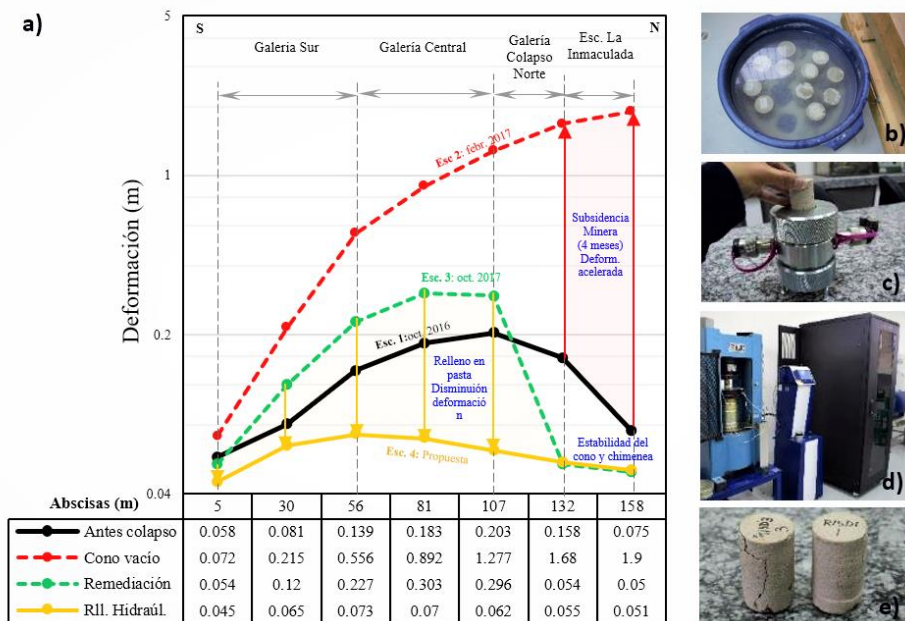 a)
5
S
N
Galería Sur
Galería Central
Galería
Colapso
Norte
Esc. La
Inmaculada
Deformación (m)
1
0.2
0.04
Esc 2: febr. 2017
Esc. 3: oct. 2017
Esc. 1:oct. 2016
Esc. 4: Propuesta
Subsidencia
Minera
(4 meses)
Deform.
acelerada
Relleno en
pasta
Disminuión
deformació
n
Estabilidad del
cono y chimenea
Abscisas (m) 5 30 56 81 107 132 158
Antes colapso 0.058 0.081 0.139 0.183 0.203 0.158 0.075
Cono vacío 0.072 0.215 0.556 0.892 1.277 1.68 1.9
Remediación 0.054 0.12 0.227 0.303 0.296 0.054 0.05
Rll. Hidraúl. 0.045 0.065 0.073 0.07 0.062 0.055 0.051
b)
c)
d)
e)